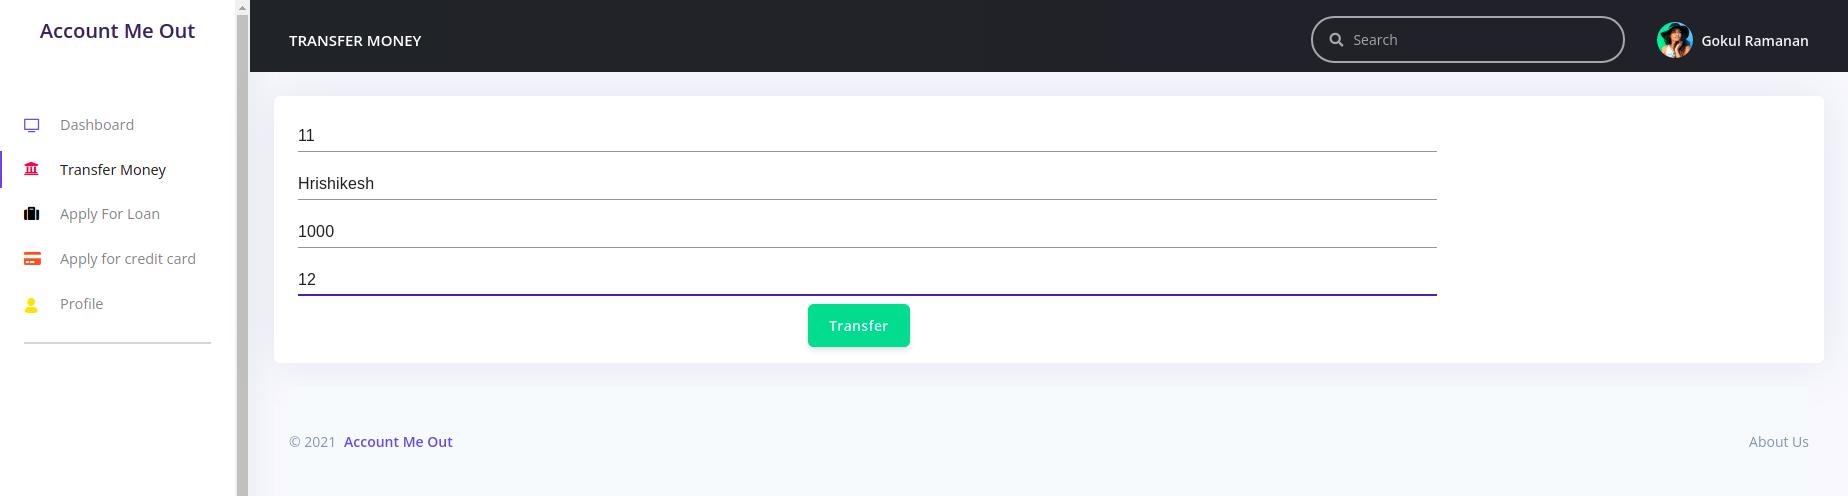 Account Me Out
Dashboard
Transfer Money
Apply For Loan
Apply for credit card
Profile
TRANSFER MONEY
Search
Gokul Ramanan
11
Hrishikesh
1000
12
Transfer
© 2021 Account Me Out
About Us